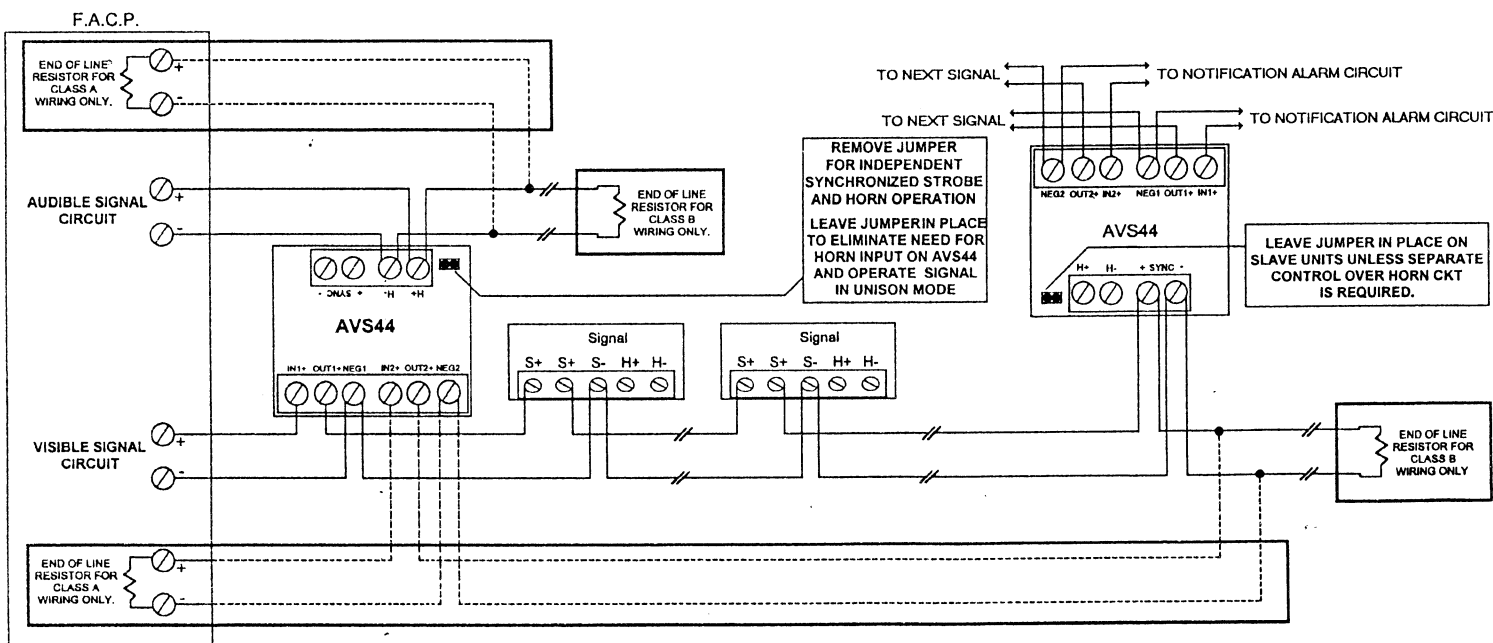 F.A.C.P.
END OF LINE
RESISTOR FOR
CLASS A
WIRING ONLY.
+
-
AUDIBLE SIGNAL
CIRCUIT
+
-
END OF LINE
RESISTOR FOR
CLASS B
WIRING ONLY.
- SYNC + H- H+
AVS44
IN1+ OUT1+ NEG1 IN2+ OUT2+ NEG2
REMOVE JUMPER
FOR INDEPENDENT
SYNCHRONIZED STROBE
AND HORN OPERATION
LEAVE JUMPER IN PLACE
TO ELIMINATE NEED FOR
HORN INPUT ON AVS44
AND OPERATE SIGNAL
IN UNISON MODE
TO NEXT SIGNAL
TO NOTIFICATION ALARM CIRCUIT
TO NEXT SIGNAL
TO NOTIFICATION ALARM CIRCUIT
NEG2 OUT2+ IN2+ NEG1 OUT1+ IN1+
AVS44
H+ H- + SYNC -
LEAVE JUMPER IN PLACE ON
SLAVE UNITS UNLESS SEPARATE
CONTROL OVER HORN CKT
IS REQUIRED.
Signal
S+ S+ S- H+ H-
Signal
S+ S+ S- H+ H-
VISIBLE SIGNAL
CIRCUIT
+
-
END OF LINE
RESISTOR FOR
CLASS B
WIRING ONLY
END OF LINE
RESISTOR FOR
CLASS A
WIRING ONLY.
+
-